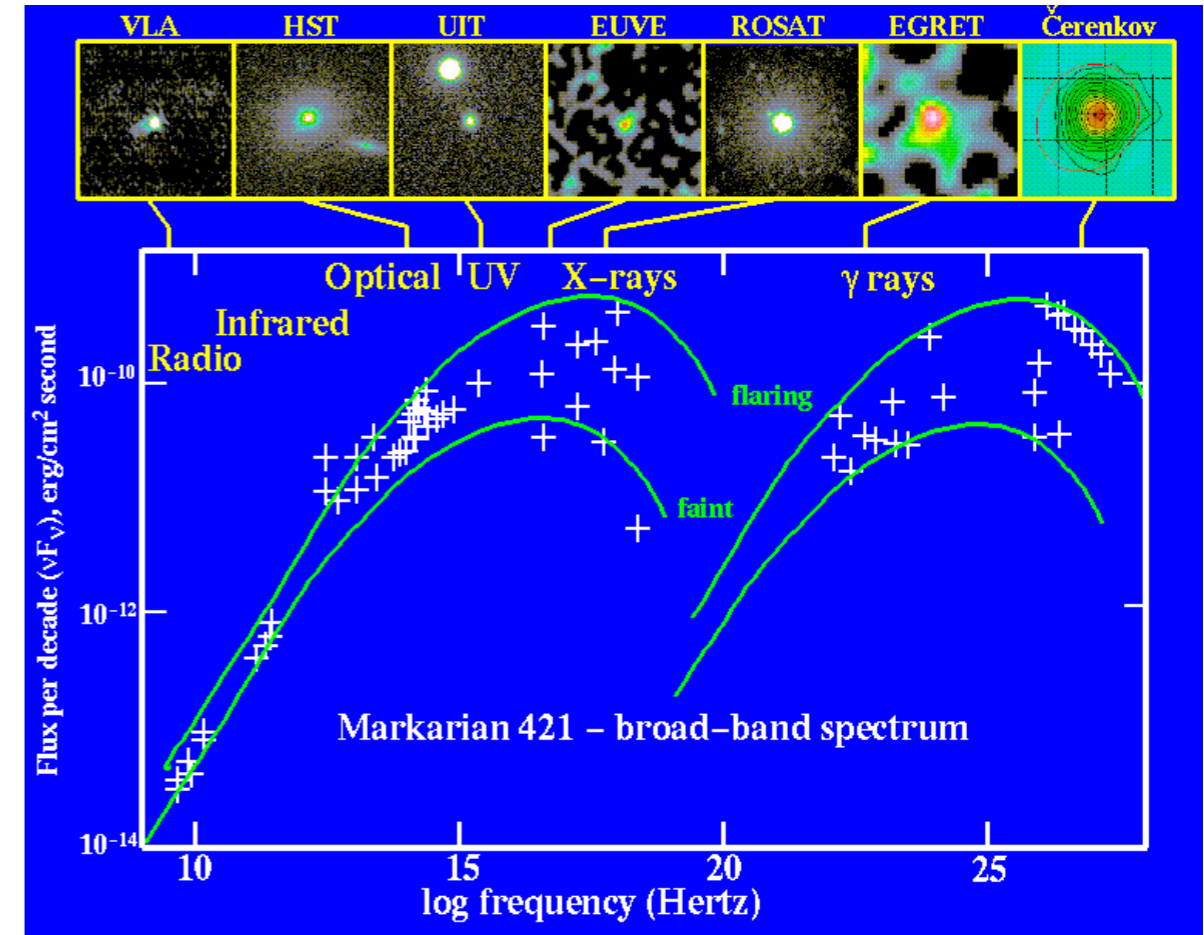 VLA HST UIT EUVE ROSAT EGRET Čerenkov
Optical UV X–rays γ rays
Infrared
Radio
flaring
faint
Markarian 421 – broad–band spectrum
Flux per decade (νFν), erg/cm² second
10⁻¹⁰
10⁻¹²
10⁻¹⁴
10 15 20 25
log frequency (Hertz)